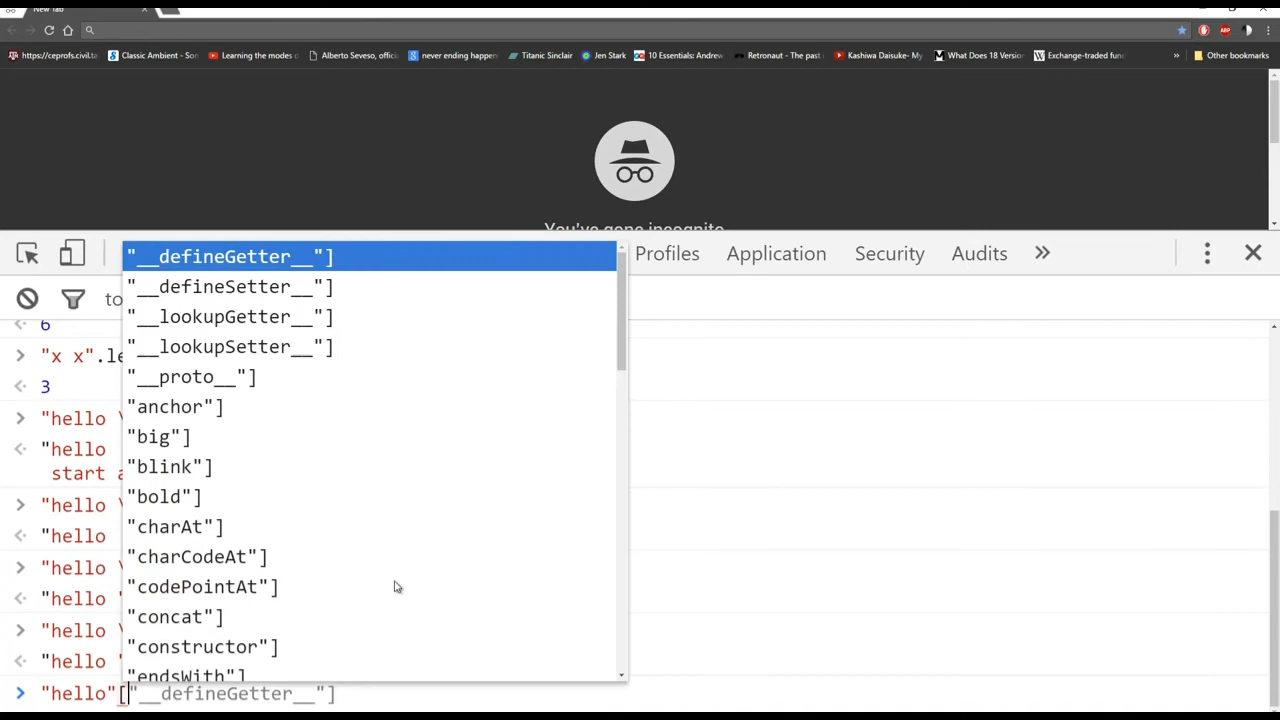 New Tab
https://ceprofs.civil.ta
Classic Ambient - Son
Learning the modes o
Alberto Seveso, offici
never ending happen
Titanic Sinclair
Jen Stark
10 Essentials: Andrew
Retronaut - The past
Kashiwa Daisuke- My
What Does 18 Versio
Exchange-traded fun
»
Other bookmarks
You've gone incognito
Profiles
Application
Security
Audits
»
to
"__defineGetter__"]
"__defineSetter__"]
"__lookupGetter__"]
"__lookupSetter__"]
"__proto__"]
"anchor"]
"big"]
"blink"]
"bold"]
"charAt"]
"charCodeAt"]
"codePointAt"]
"concat"]
"constructor"]
"endsWith"]
6
"x x".le
3
"hello \
"hello
start a
"hello \
"hello
"hello \
"hello "
"hello \
"hello "
"hello"["__defineGetter__"]